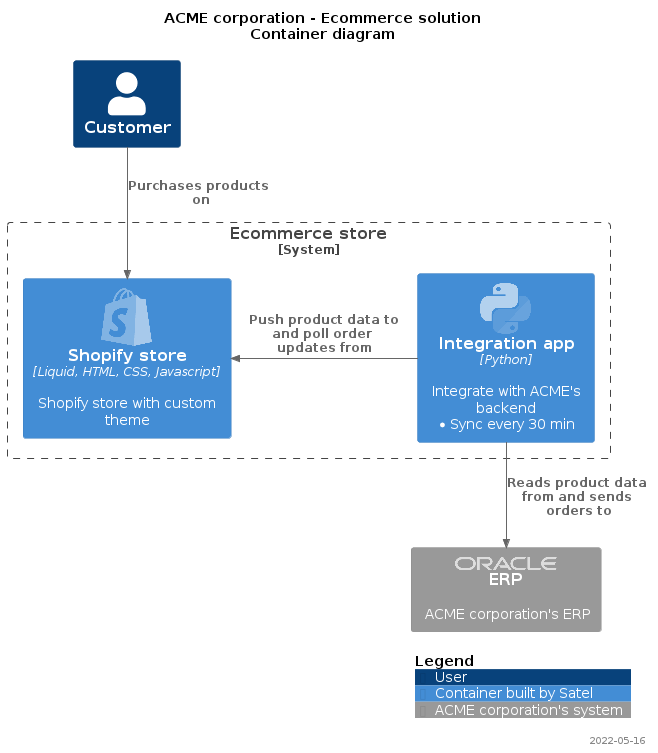 ACME corporation - Ecommerce solution
Container diagram
Customer
Purchases products
on
Ecommerce store
[System]
S
Shopify store
[Liquid, HTML, CSS, Javascript]
Shopify store with custom
theme
Push product data to
and poll order
updates from
Integration app
[Python]
Integrate with ACME's
backend
• Sync every 30 min
Reads product data
from and sends
orders to
ORACLE
ERP
ACME corporation's ERP
Legend
User
Container built by Satel
ACME corporation's system
2022-05-16